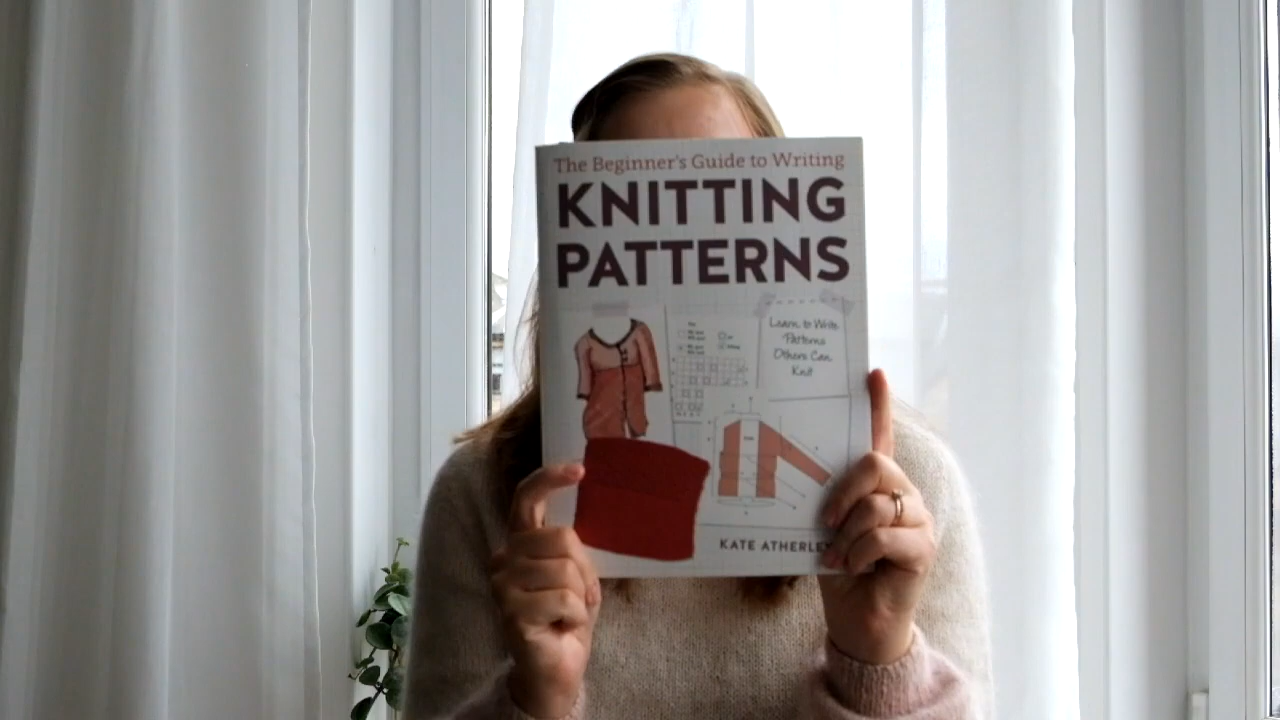 The Beginner's Guide to Writing
KNITTING
PATTERNS
Learn to Write
Patterns
Others Can
Knit
KATE ATHERLEY